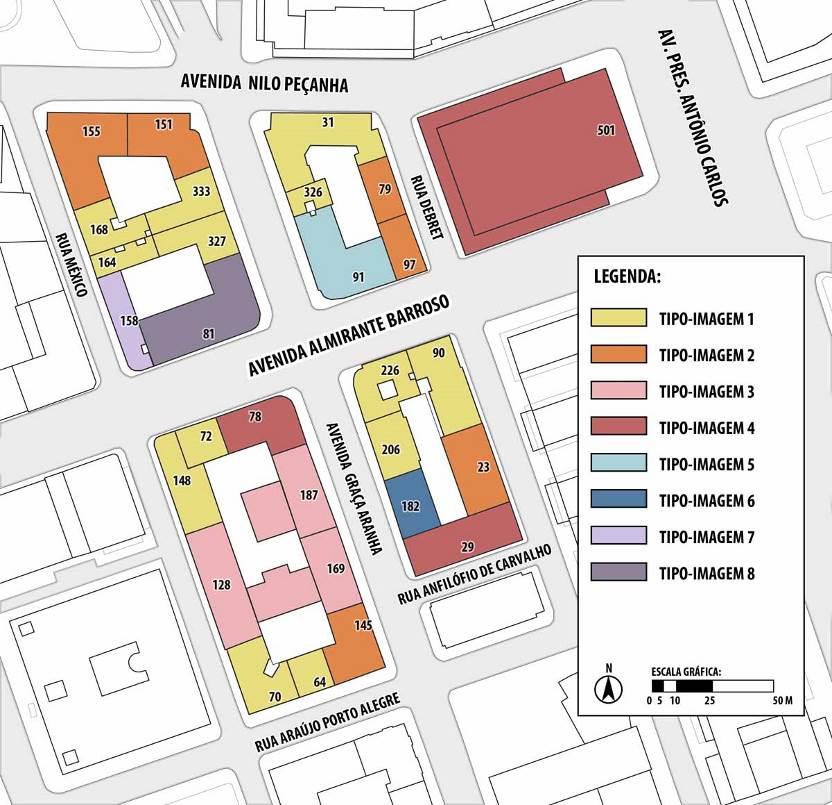 AVENIDA NILO PEÇANHA
AV. PRES. ANTÔNIO CARLOS
155
151
31
501
333
326
79
168
RUA DEBRET
327
RUA MÉXICO
164
91
97
158
81
AVENIDA ALMIRANTE BARROSO
LEGENDA:
TIPO-IMAGEM 1
TIPO-IMAGEM 2
TIPO-IMAGEM 3
TIPO-IMAGEM 4
TIPO-IMAGEM 5
TIPO-IMAGEM 6
TIPO-IMAGEM 7
TIPO-IMAGEM 8
90
226
78
72
206
148
AVENIDA GRAÇA ARANHA
23
187
182
29
128
169
RUA ANFILÓFIO DE CARVALHO
145
64
70
RUA ARAÚJO PORTO ALEGRE
N
ESCALA GRÁFICA:
0 5 10 25 50 M